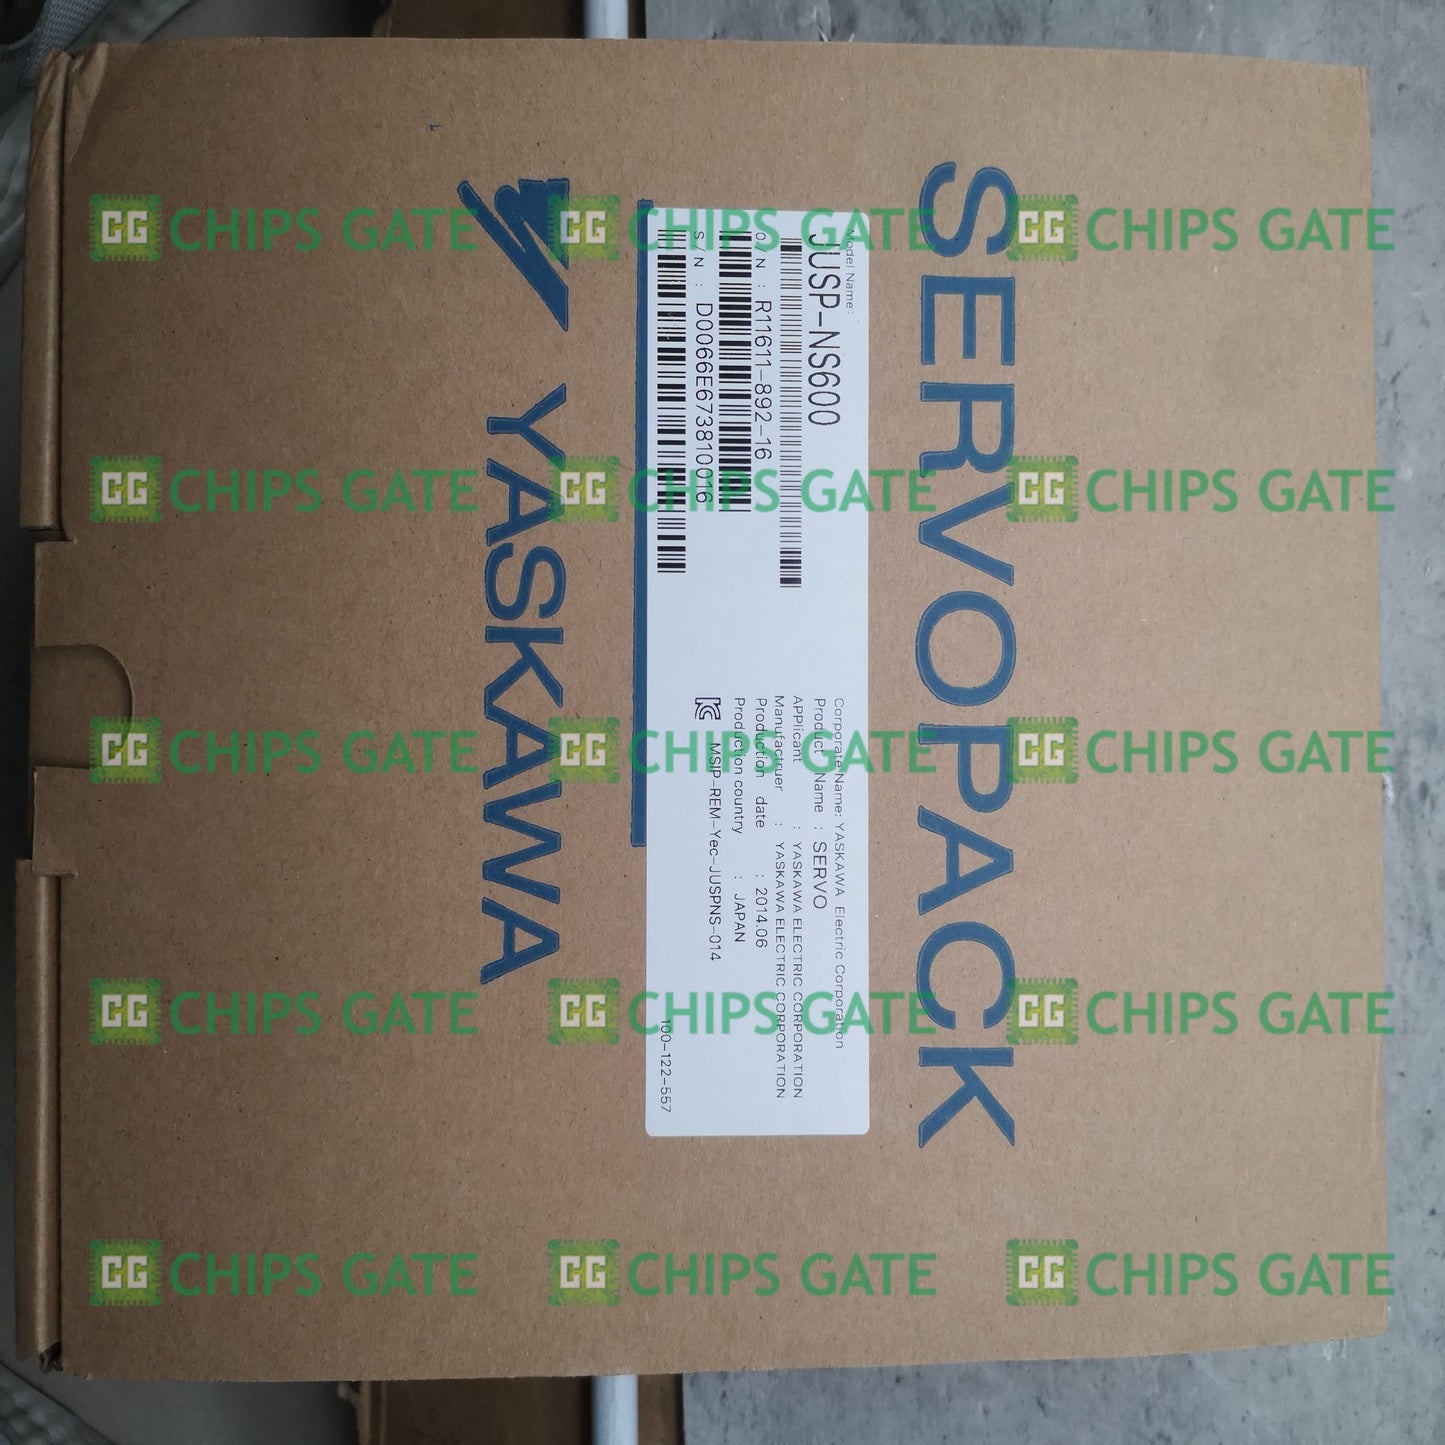 SERVOPACK
Model Name:
JUSP-NS600
O/N : R11611-892-16
S/N : D0066E673810016
Corporate Name: YASKAWA Electric Corporation
Product Name : SERVO
APPlicant : YASKAWA ELECTRIC CORPORATION
Manufactruer : YASKAWA ELECTRIC CORPORATION
Production date : 2014.06
Production country : JAPAN
MSIP-REM-Yec-JUSPNS-014
100-122-557
YASKAWA
CG CHIPS GATE CG CHIPS GATE CG CHIPS GATE
CG CHIPS GATE CG CHIPS GATE CG CHIPS GATE
CG CHIPS GATE CG CHIPS GATE CG CHIPS GATE
CG CHIPS GATE CG CHIPS GATE CG CHIPS GATE
CG CHIPS GATE CG CHIPS GATE CG CHIPS GATE